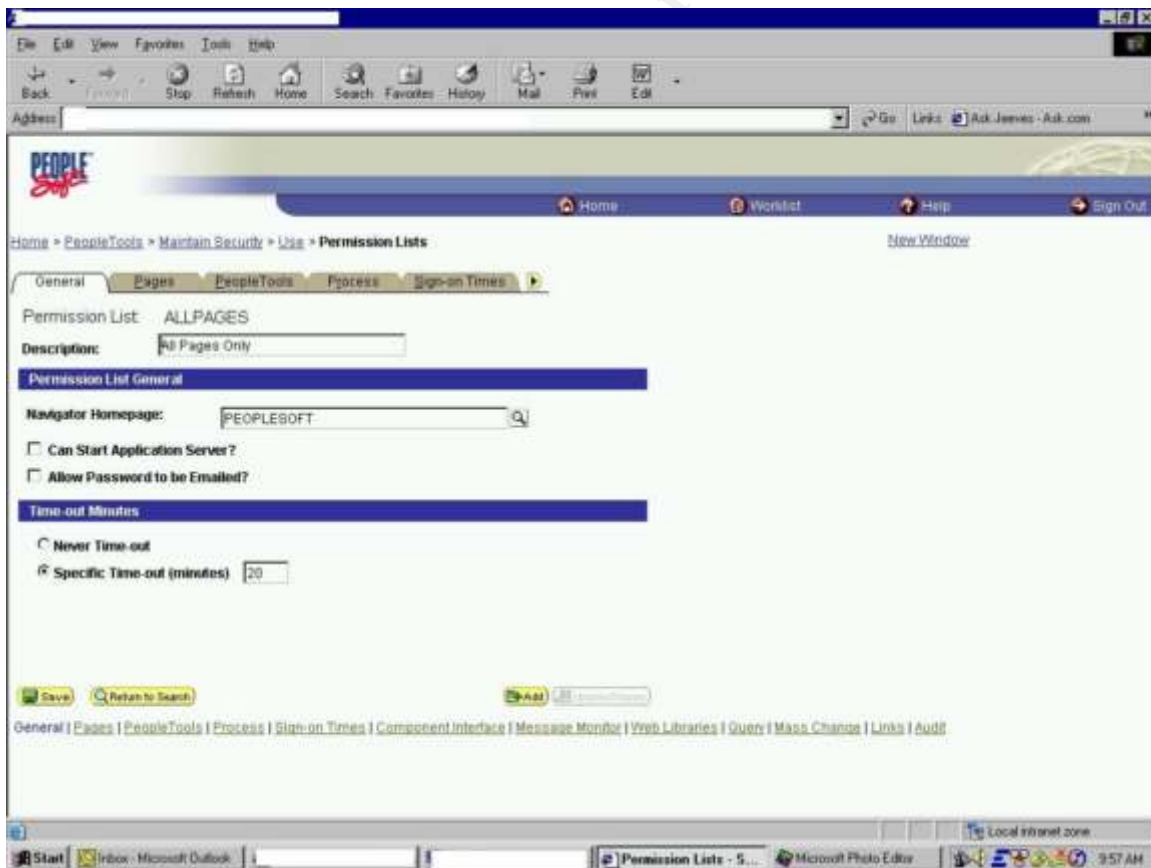 File Edit View Favorites Tools Help
Back Forward Stop Refresh Home Search Favorites History Mail Print Edit
Address Go Links Ask Jeeves - Ask.com
PEOPLE
Soft
Home Worklist Help Sign Out
Home > PeopleTools > Maintain Security > Use > Permission Lists New Window
General Pages PeopleTools Process Sign-on Times
Permission List: ALLPAGES
Description: All Pages Only
Permission List General
Navigator Homepage: PEOPLESOFT
Can Start Application Server?
Allow Password to be Emailed?
Time-out Minutes
Never Time-out
Specific Time-out (minutes) 20
Save Return to Search Add
General | Pages | PeopleTools | Process | Sign-on Times | Component Interface | Message Monitor | Web Libraries | Query | Mass Change | Links | Audit
Local intranet zone
Start Inbox - Microsoft Outlook Permission Lists - S... Microsoft Photo Editor 9:57 AM